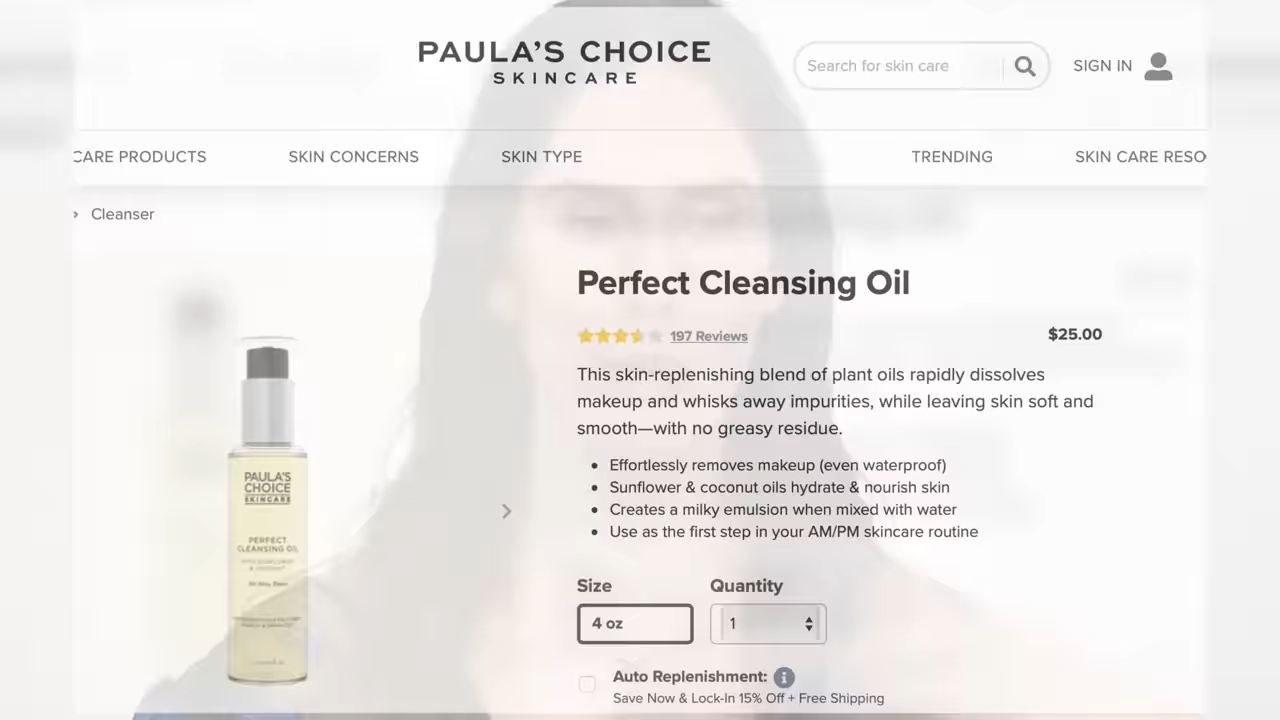 PAULA'S CHOICE
SKINCARE
Search for skin care
SIGN IN
CARE PRODUCTS
SKIN CONCERNS
SKIN TYPE
TRENDING
SKIN CARE RESO
Cleanser
Perfect Cleansing Oil
197 Reviews
$25.00
This skin-replenishing blend of plant oils rapidly dissolves
makeup and whisks away impurities, while leaving skin soft and
smooth—with no greasy residue.
• Effortlessly removes makeup (even waterproof)
• Sunflower & coconut oils hydrate & nourish skin
• Creates a milky emulsion when mixed with water
• Use as the first step in your AM/PM skincare routine
PAULA'S
CHOICE
SKINCARE
PERFECT
CLEANSING OIL
Size
Quantity
4 oz
1
Auto Replenishment:
Save Now & Lock-In 15% Off + Free Shipping